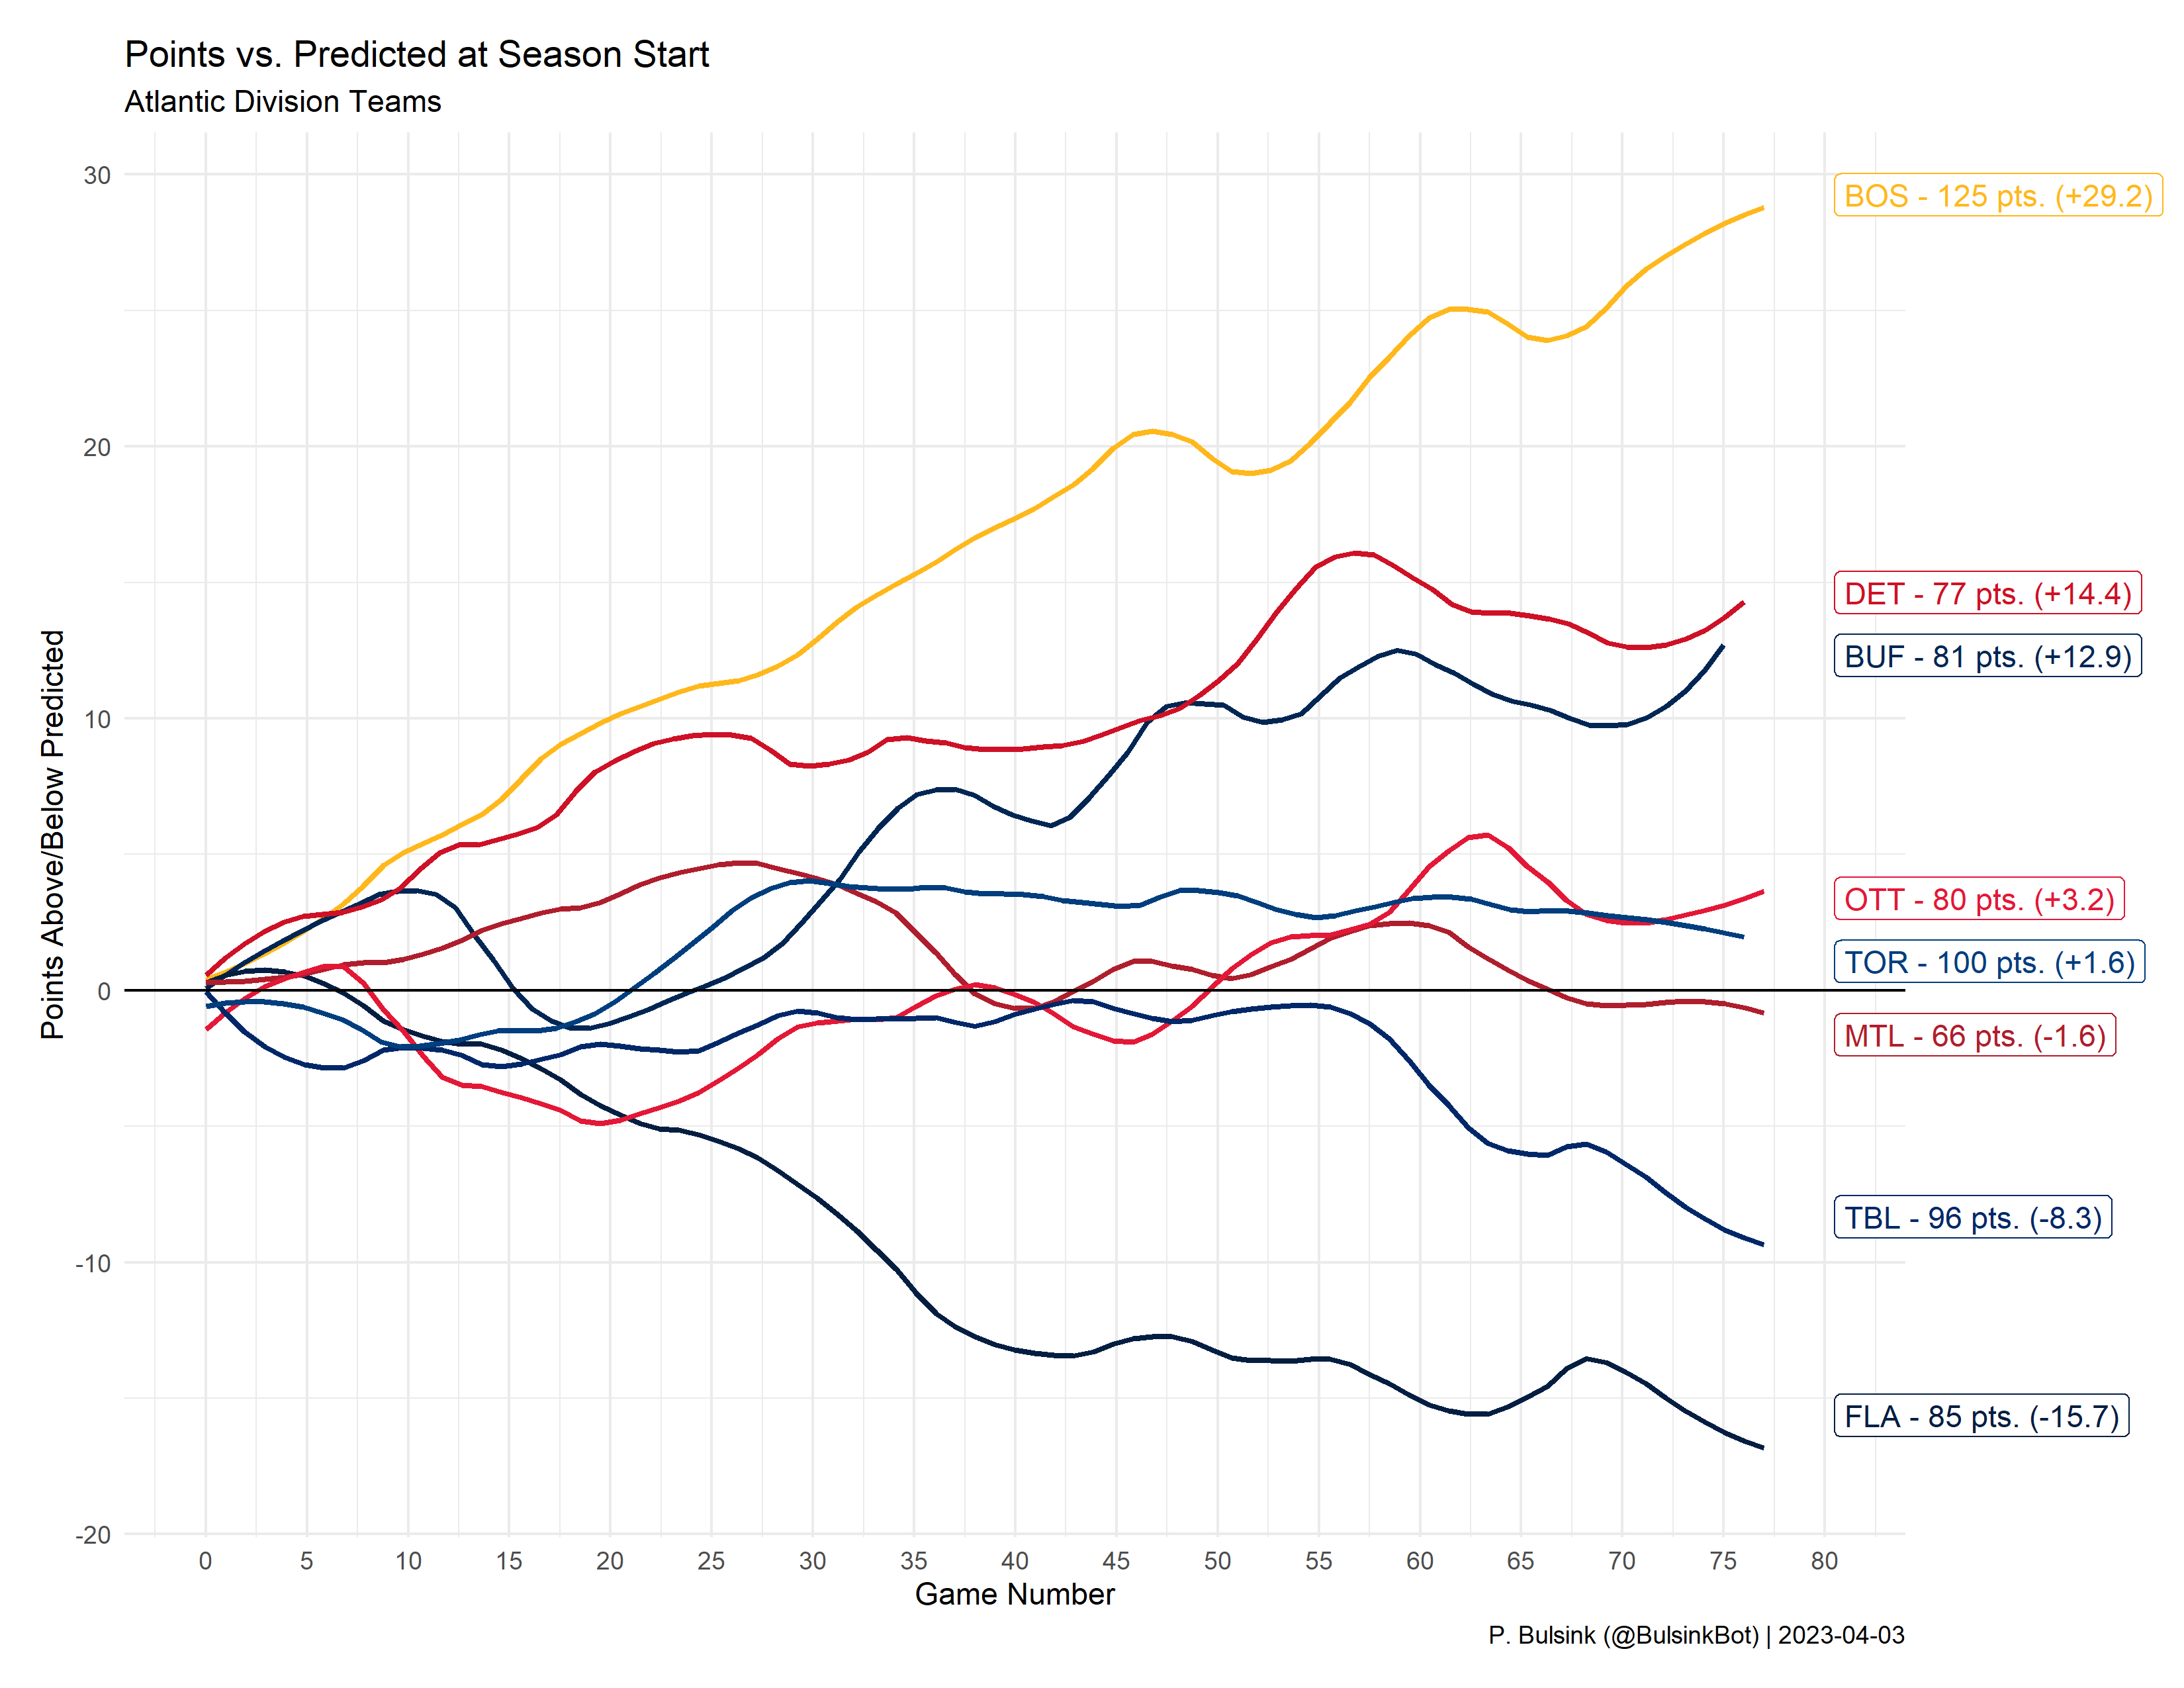 Points vs. Predicted at Season Start
Atlantic Division Teams
Points Above/Below Predicted
30
20
10
0
-10
-20
BOS - 125 pts. (+29.2)
DET - 77 pts. (+14.4)
BUF - 81 pts. (+12.9)
OTT - 80 pts. (+3.2)
TOR - 100 pts. (+1.6)
MTL - 66 pts. (-1.6)
TBL - 96 pts. (-8.3)
FLA - 85 pts. (-15.7)
0 5 10 15 20 25 30 35 40 45 50 55 60 65 70 75 80
Game Number
P. Bulsink (@BulsinkBot) | 2023-04-03